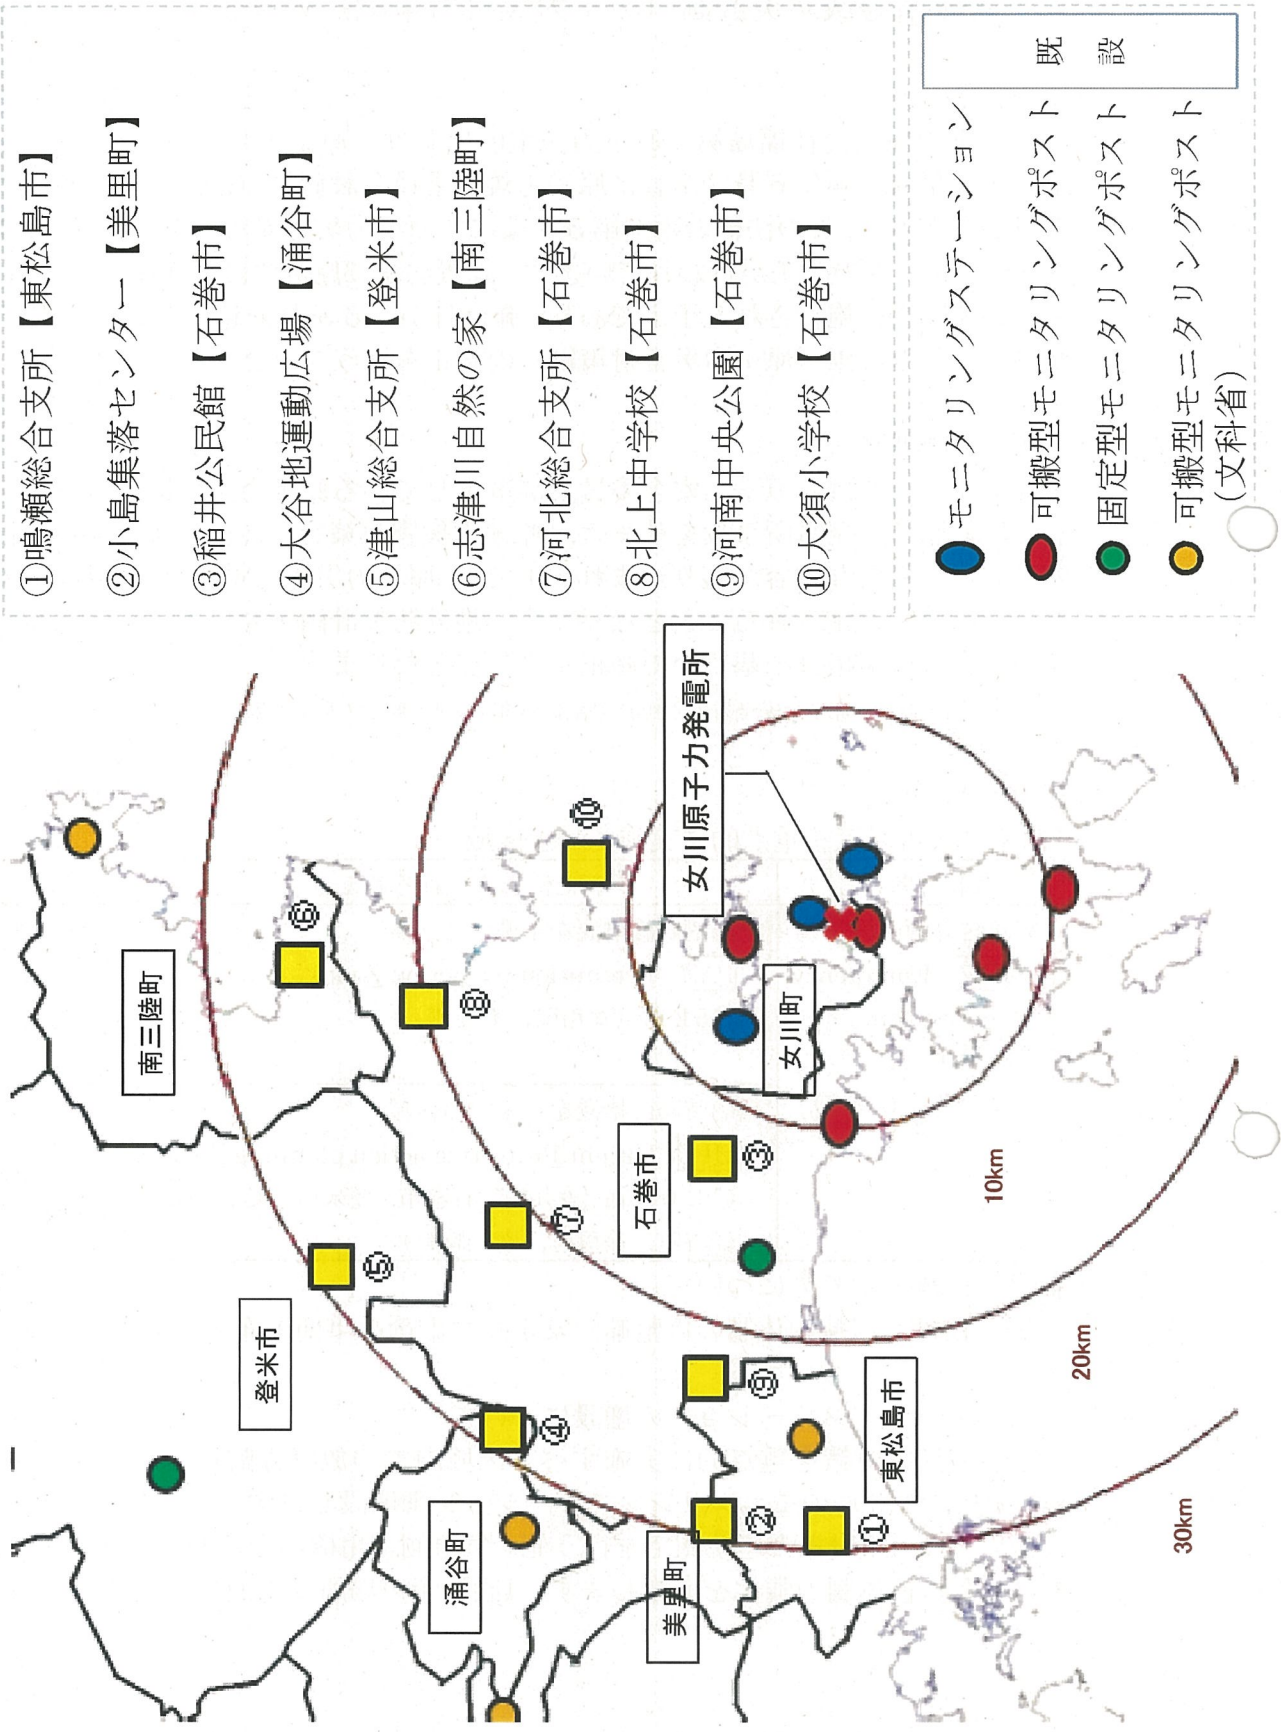 ①鳴瀬総合支所【東松島市】
②小島集落センター【美里町】
③稲井公民館【石巻市】
④大谷地運動広場【涌谷町】
⑤津山総合支所【登米市】
⑥志津川自然の家【南三陸町】
⑦河北総合支所【石巻市】
⑧北上中学校【石巻市】
⑨河南中央公園【石巻市】
⑩大須小学校【石巻市】
モニタリングステーション
可搬型モニタリングポスト
固定型モニタリングポスト
可搬型モニタリングポスト
(文科省)
既設
南三陸町
登米市
涌谷町
美里町
石巻市
東松島市
女川町
女川原子力発電所
⑥
⑩
⑧
⑤
⑦
③
④
⑨
②
①
10km
20km
30km